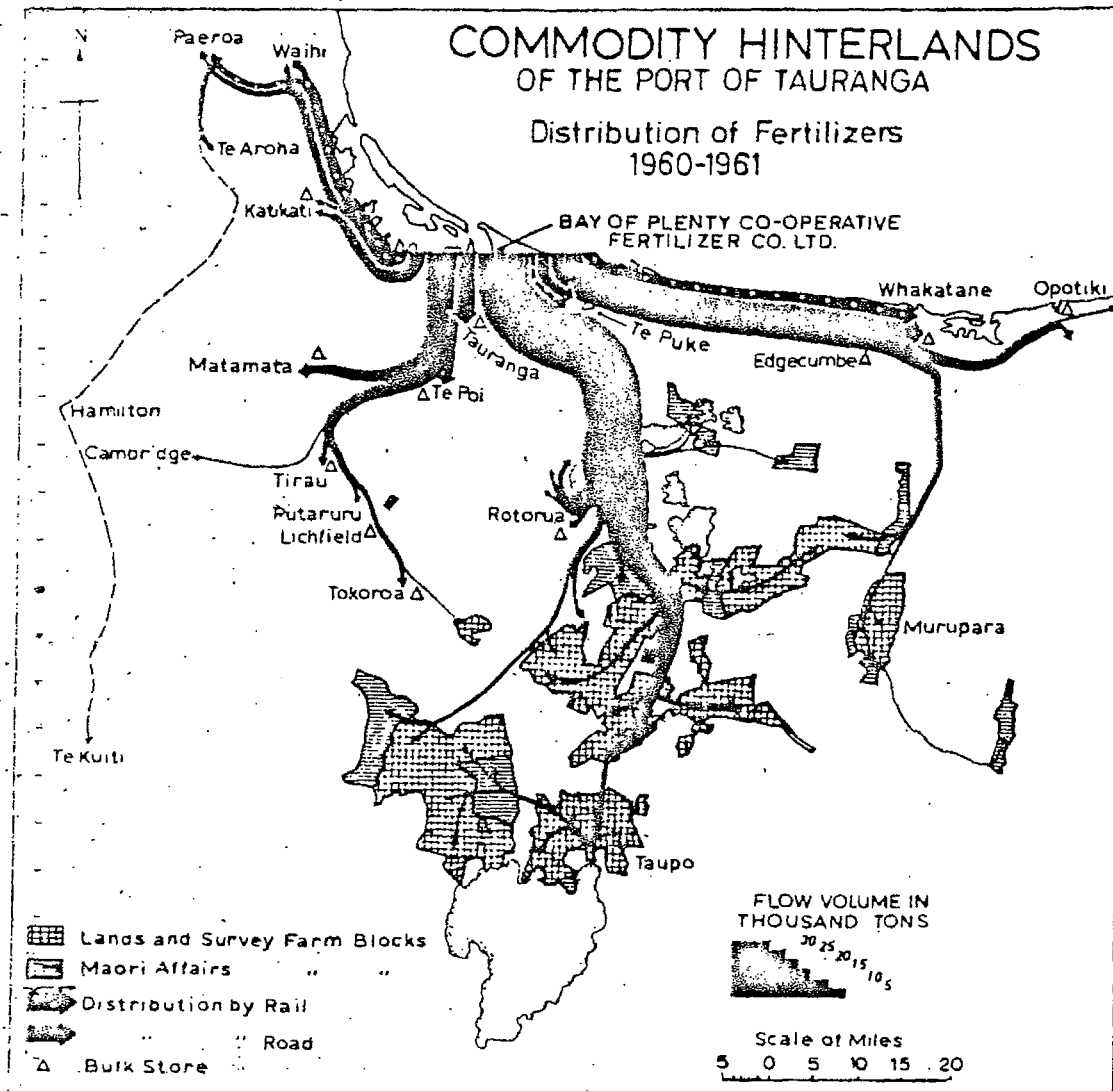 COMMODITY HINTERLANDS
OF THE PORT OF TAURANGA
Distribution of Fertilizers
1960-1961
N
Paeroa
Waihi
Te Aroha
Katikati
BAY OF PLENTY CO-OPERATIVE
FERTILIZER CO. LTD.
Whakatane
Opotiki
Te Puke
Tauranga
Edgecumbe
Matamata
Te Poi
Hamilton
Cambridge
Tirau
Putaruru
Lichfield
Rotorua
Tokoroa
Murupara
Te Kuiti
Taupo
FLOW VOLUME IN
THOUSAND TONS
30 25 20 15 10 5
Lands and Survey Farm Blocks
Maori Affairs " "
Distribution by Rail
" " Road
Bulk Store
Scale of Miles
5 0 10 15 20